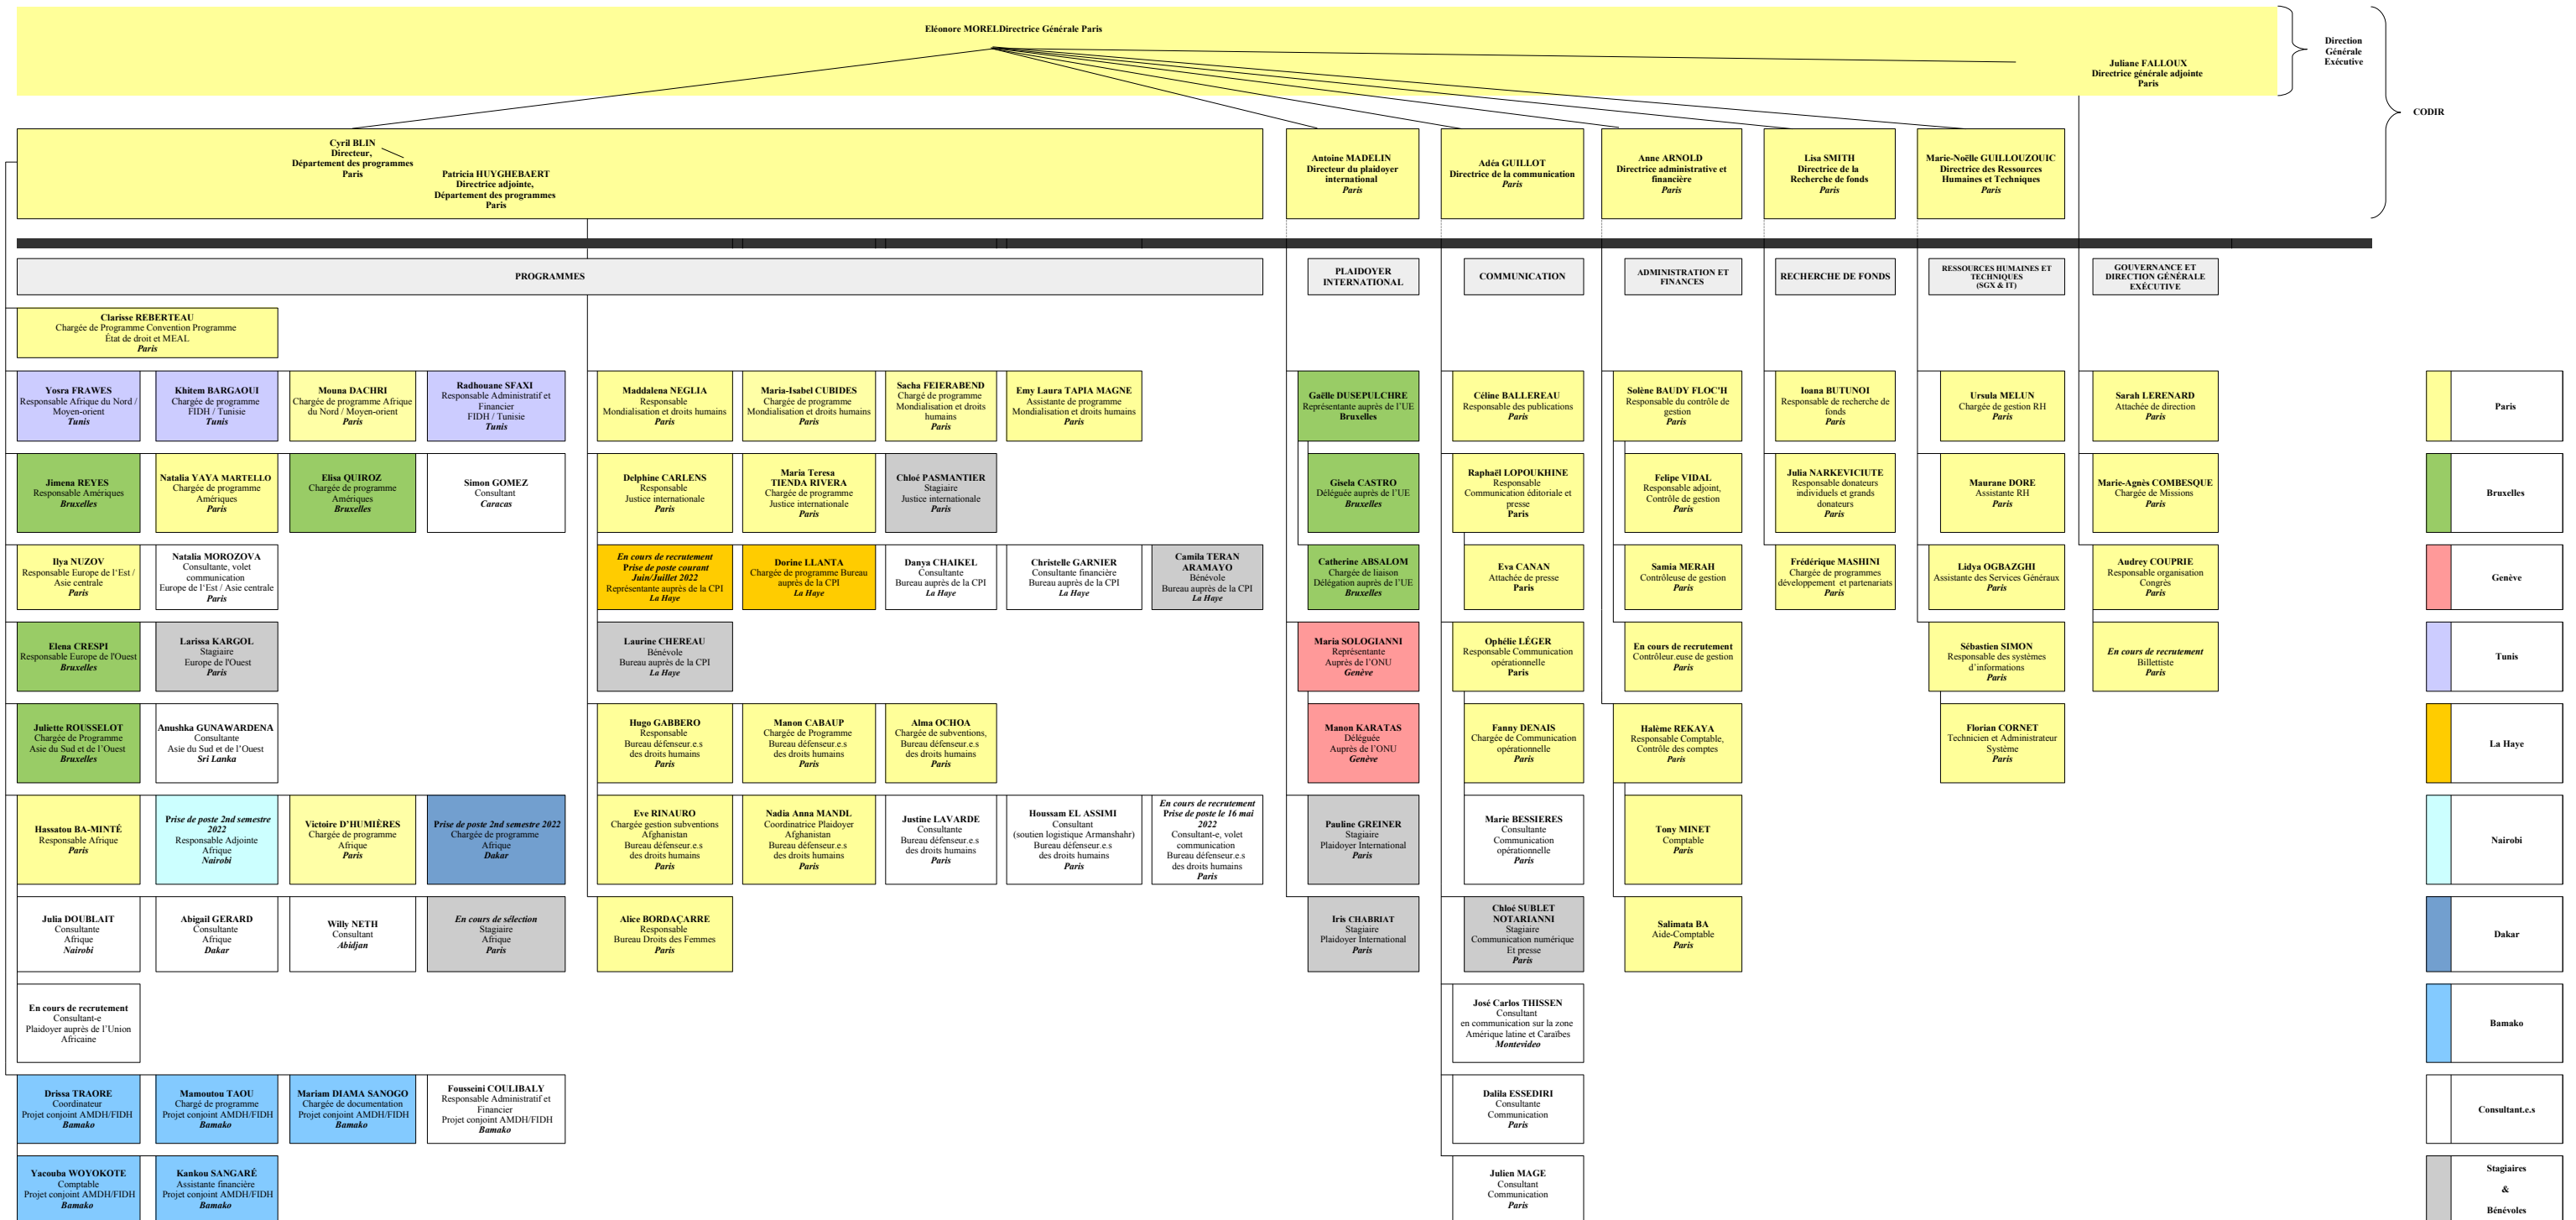 Eléonore MORELDirectrice Générale Paris
Juliane FALLOUX
Directrice générale adjointe
Paris
Direction
Générale
Exécutive
CODIR
Cyril BLIN
Directeur,
Département des programmes
Paris
Patricia HUYGHEBAERT
Directrice adjointe,
Département des programmes
Paris
Antoine MADELIN
Directeur du plaidoyer
international
Paris
Adéa GUILLOT
Directrice de la communication
Paris
Anne ARNOLD
Directrice administrative et
financière
Paris
Lisa SMITH
Directrice de la
Recherche de fonds
Paris
Marie-Noëlle GUILLOUZOUIC
Directrice des Ressources
Humaines et Techniques
Paris
PROGRAMMES
PLAIDOYER
INTERNATIONAL
COMMUNICATION
ADMINISTRATION ET
FINANCES
RECHERCHE DE FONDS
RESSOURCES HUMAINES ET
TECHNIQUES
(SGX & IT)
GOUVERNANCE ET
DIRECTION GÉNÉRALE
EXÉCUTIVE
Clarisse REBERTEAU
Chargée de Programme Convention Programme
État de droit et MEAL
Paris
Yosra FRAWES
Responsable Afrique du Nord /
Moyen-orient
Tunis
Khitem BARGAOUI
Chargée de programme
FIDH / Tunisie
Tunis
Mouna DACHRI
Chargée de programme Afrique
du Nord / Moyen-orient
Paris
Radhouane SFAXI
Responsable Administratif et
Financier
FIDH / Tunisie
Tunis
Maddalena NEGLIA
Responsable
Mondialisation et droits humains
Paris
Maria-Isabel CUBIDES
Chargée de programme
Mondialisation et droits humains
Paris
Sacha FEIERABEND
Chargé de programme
Mondialisation et droits
humains
Paris
Emy Laura TAPIA MAGNE
Assistante de programme
Mondialisation et droits humains
Paris
Gaëlle DUSEPULCHRE
Représentante auprès de l'UE
Bruxelles
Céline BALLEREAU
Responsable des publications
Paris
Solène BAUDY FLOC'H
Responsable du contrôle de
gestion
Paris
Ioana BUTUNOI
Responsable de recherche de
fonds
Paris
Ursula MELUN
Chargée de gestion RH
Paris
Sarah LERENARD
Attachée de direction
Paris
Paris
Jimena REYES
Responsable Amériques
Bruxelles
Natalia YAYA MARTELLO
Chargée de programme
Amériques
Paris
Elisa QUIROZ
Chargée de programme
Amériques
Bruxelles
Simon GOMEZ
Consultant
Caracas
Delphine CARLENS
Responsable
Justice internationale
Paris
María Teresa
TIENDA RIVERA
Chargée de programme
Justice internationale
Paris
Chloé PASMANTIER
Stagiaire
Justice internationale
Paris
Gisela CASTRO
Déléguée auprès de l'UE
Bruxelles
Raphaël LOPOUKHINE
Responsable
Communication éditoriale et
presse
Paris
Felipe VIDAL
Responsable adjoint,
Contrôle de gestion
Paris
Julia NARKEVICIUTE
Responsable donateurs
individuels et grands
donateurs
Paris
Maurane DORE
Assistante RH
Paris
Marie-Agnès COMBESQUE
Chargée de Missions
Paris
Bruxelles
Ilya NUZOV
Responsable Europe de l'Est /
Asie centrale
Paris
Natalia MOROZOVA
Consultante, volet
communication
Europe de l'Est / Asie centrale
Paris
En cours de recrutement
Prise de poste courant
Juin/Juillet 2022
Représentante auprès de la CPI
La Haye
Dorine LLANTA
Chargée de programme Bureau
auprès de la CPI
La Haye
Danya CHAIKEL
Consultante
Bureau auprès de la CPI
La Haye
Christelle GARNIER
Consultante financière
Bureau auprès de la CPI
La Haye
Camila TERAN
ARAMAYO
Bénévole
Bureau auprès de la CPI
La Haye
Catherine ABSALOM
Chargée de liaison
Délégation auprès de l'UE
Bruxelles
Eva CANAN
Attachée de presse
Paris
Samia MERAH
Contrôleuse de gestion
Paris
Frédérique MASHINI
Chargée de programmes
développement et partenariats
Paris
Lidya OGBAZGHI
Assistante des Services Généraux
Paris
Audrey COUPRIE
Responsable organisation
Congrès
Paris
Genève
Elena CRESPI
Responsable Europe de l'Ouest
Bruxelles
Larissa KARGOL
Stagiaire
Europe de l'Ouest
Paris
Laurine CHEREAU
Bénévole
Bureau auprès de la CPI
La Haye
Maria SOLOGIANNI
Représentante
Auprès de l'ONU
Genève
Ophélie LÉGER
Responsable Communication
opérationnelle
Paris
En cours de recrutement
Contrôleur.euse de gestion
Paris
Sébastien SIMON
Responsable des systèmes
d'informations
Paris
En cours de recrutement
Billettiste
Paris
Tunis
Juliette ROUSSELOT
Chargée de Programme
Asie du Sud et de l'Ouest
Bruxelles
Anushka GUNAWARDENA
Consultante
Asie du Sud et de l'Ouest
Sri Lanka
Hugo GABBERO
Responsable
Bureau défenseur.e.s
des droits humains
Paris
Manon CABAUP
Chargée de Programme
Bureau défenseur.e.s
des droits humains
Paris
Alma OCHOA
Chargée de subventions,
Bureau défenseur.e.s
des droits humains
Paris
Manon KARATAS
Déléguée
Auprès de l'ONU
Genève
Fanny DENAIS
Chargée de Communication
opérationnelle
Paris
Halème REKAYA
Responsable Comptable,
Contrôle des comptes
Paris
Florian CORNET
Technicien et Administrateur
Système
Paris
La Haye
Hassatou BA-MINTÉ
Responsable Afrique
Paris
Prise de poste 2nd semestre
2022
Responsable Adjointe
Afrique
Nairobi
Victoire D'HUMIÈRES
Chargée de programme
Afrique
Paris
Prise de poste 2nd semestre 2022
Chargée de programme
Afrique
Dakar
Eve RINAURO
Chargée gestion subventions
Afghanistan
Bureau défenseur.e.s
des droits humains
Paris
Nadia Anna MANDL
Coordinatrice Plaidoyer
Afghanistan
Bureau défenseur.e.s
des droits humains
Paris
Justine LAVARDE
Consultante
Bureau défenseur.e.s
des droits humains
Paris
Houssam EL ASSIMI
Consultant
(soutien logistique Armanshahr)
Bureau défenseur.e.s
des droits humains
Paris
En cours de recrutement
Prise de poste le 16 mai
2022
Consultant-e, volet
communication
Bureau défenseur.e.s
des droits humains
Paris
Pauline GREINER
Stagiaire
Plaidoyer International
Paris
Marie BESSIERES
Consultante
Communication
opérationnelle
Paris
Tony MINET
Comptable
Paris
Nairobi
Julia DOUBLAIT
Consultante
Afrique
Nairobi
Abigail GERARD
Consultante
Afrique
Dakar
Willy NETH
Consultant
Abidjan
En cours de sélection
Stagiaire
Afrique
Paris
Alice BORDAÇARRE
Responsable
Bureau Droits des Femmes
Paris
Iris CHABRIAT
Stagiaire
Plaidoyer International
Paris
Chloé SUBLET
NOTARIANNI
Stagiaire
Communication numérique
Et presse
Paris
Salimata BA
Aide-Comptable
Paris
Dakar
En cours de recrutement
Consultant-e
Plaidoyer auprès de l'Union
Africaine
José Carlos THISSEN
Consultant
en communication sur la zone
Amérique latine et Caraïbes
Montevideo
Bamako
Drissa TRAORE
Coordinateur
Projet conjoint AMDH/FIDH
Bamako
Mamoutou TAOU
Chargé de programme
Projet conjoint AMDH/FIDH
Bamako
Mariam DIAMA SANOGO
Chargée de documentation
Projet conjoint AMDH/FIDH
Bamako
Fousseini COULIBALY
Responsable Administratif et
Financier
Projet conjoint AMDH/FIDH
Bamako
Dalila ESSEDIRI
Consultante
Communication
Paris
Consultant.e.s
Yacouba WOYOKOTE
Comptable
Projet conjoint AMDH/FIDH
Bamako
Kankou SANGARÉ
Assistante financière
Projet conjoint AMDH/FIDH
Bamako
Julien MAGE
Consultant
Communication
Paris
Stagiaires
&
Bénévoles